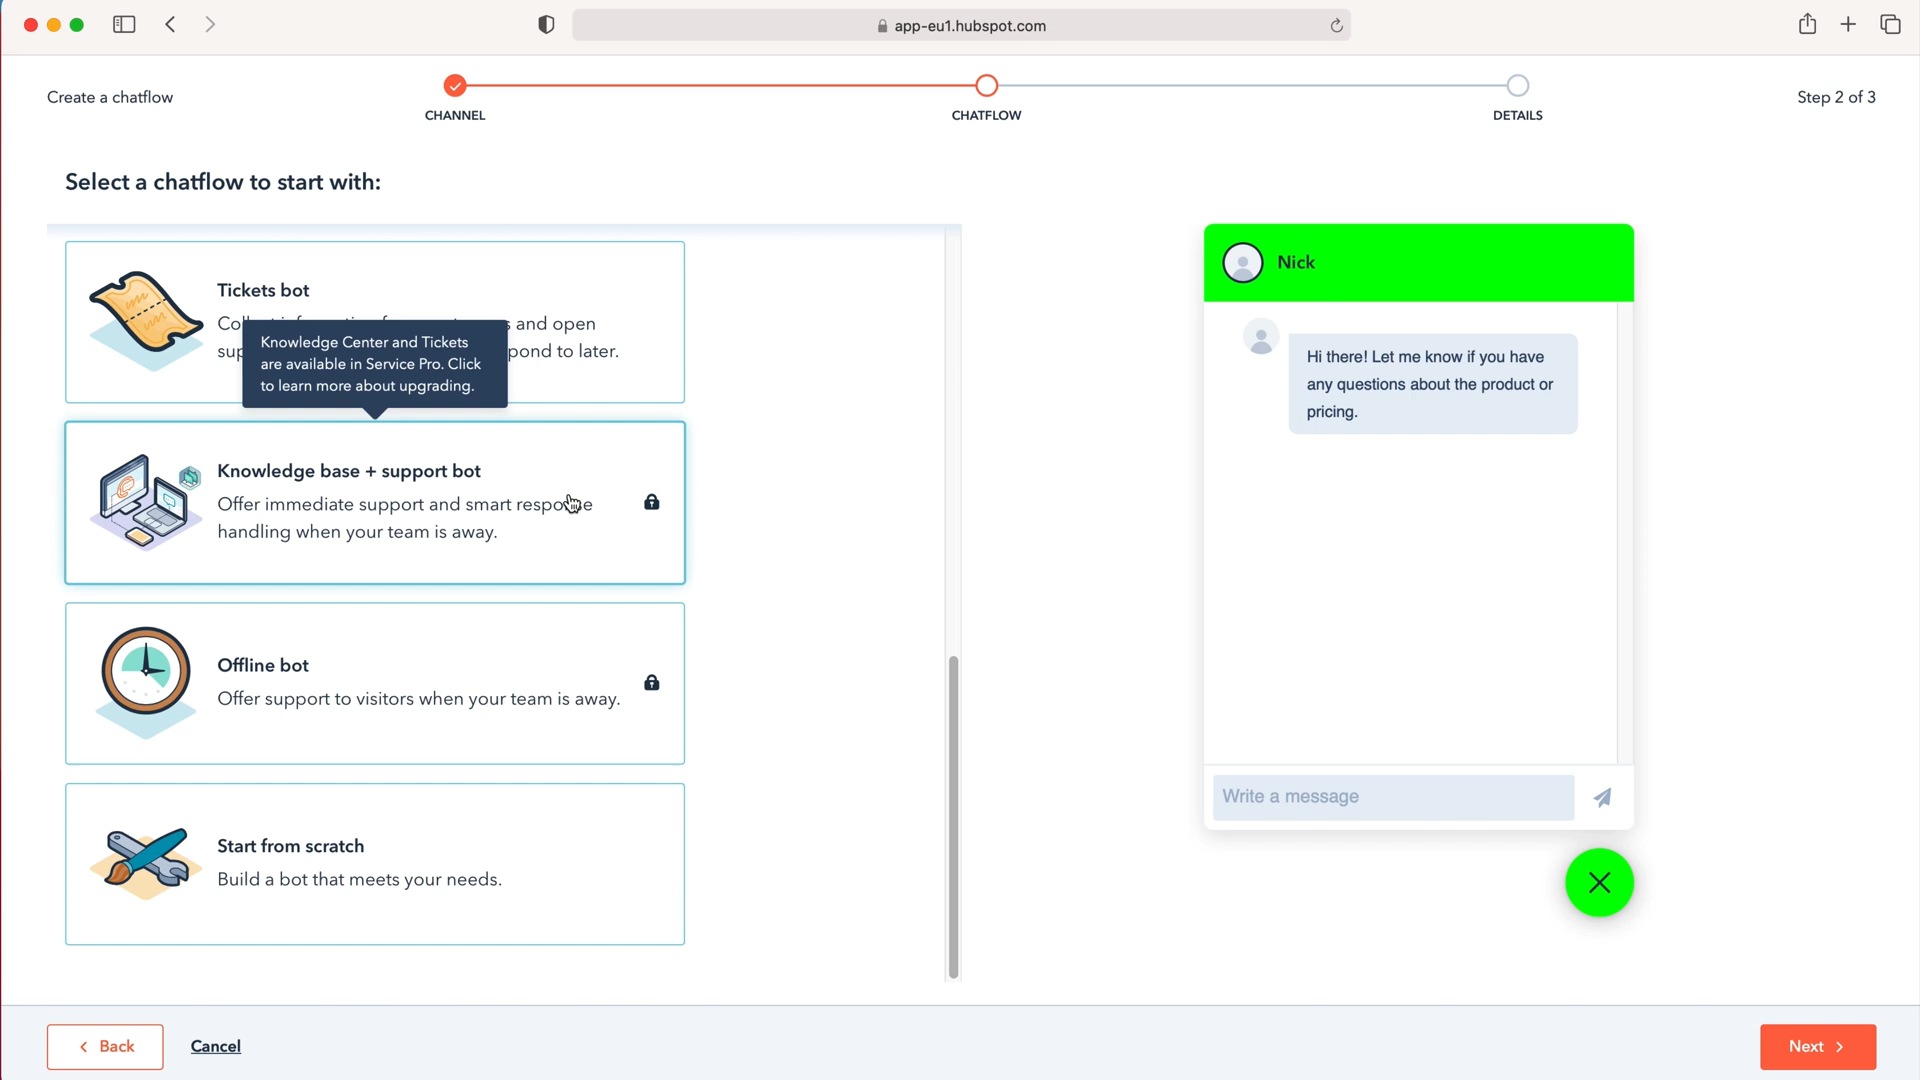 app-eu1.hubspot.com
Create a chatflow
CHANNEL
CHATFLOW
DETAILS
Step 2 of 3
Select a chatflow to start with:
Tickets bot
and open
pond to later.
Knowledge Center and Tickets
are available in Service Pro. Click
to learn more about upgrading.
Knowledge base + support bot
Offer immediate support and smart response
handling when your team is away.
Offline bot
Offer support to visitors when your team is away.
Start from scratch
Build a bot that meets your needs.
Nick
Hi there! Let me know if you have
any questions about the product or
pricing.
Write a message
Back
Cancel
Next